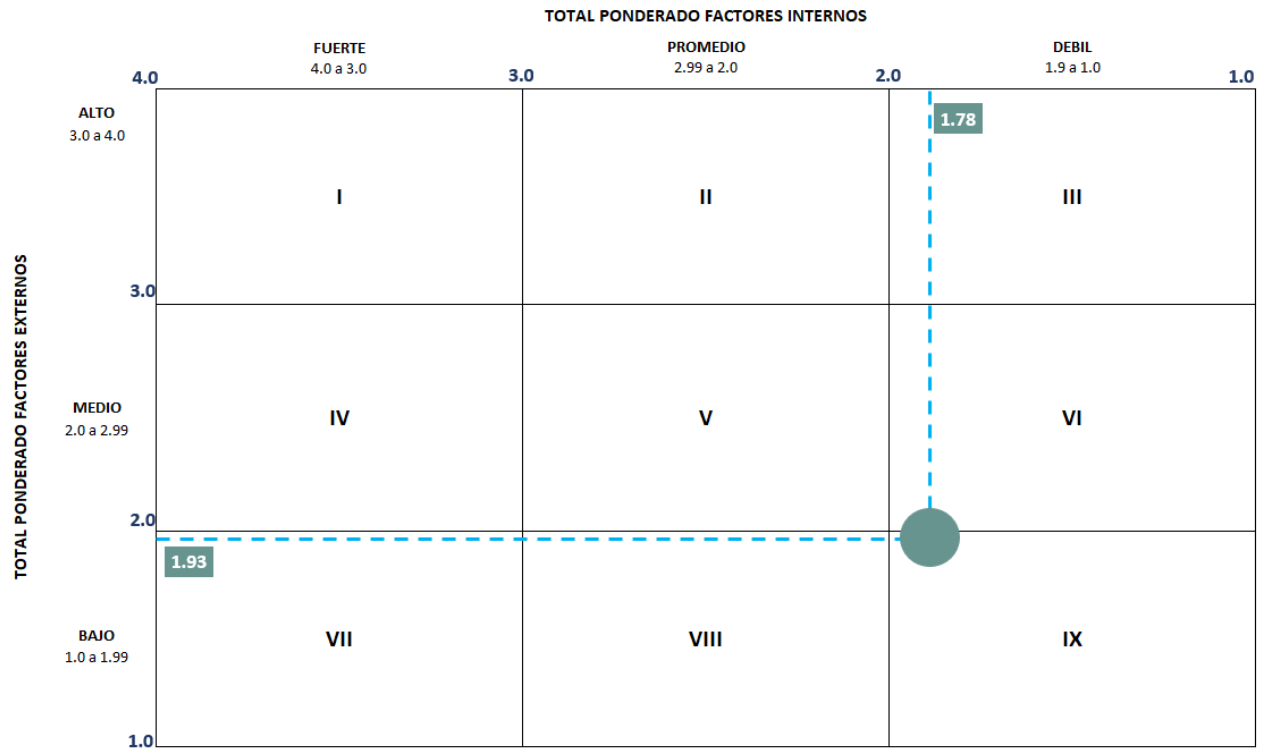 TOTAL PONDERADO FACTORES INTERNOS
FUERTE
4.0 a 3.0
PROMEDIO
2.99 a 2.0
DEBIL
1.9 a 1.0
4.0
3.0
2.0
1.0
ALTO
3.0 a 4.0
1.78
I
II
III
3.0
TOTAL PONDERADO FACTORES EXTERNOS
MEDIO
2.0 a 2.99
IV
V
VI
2.0
1.93
BAJO
1.0 a 1.99
VII
VIII
IX
1.0